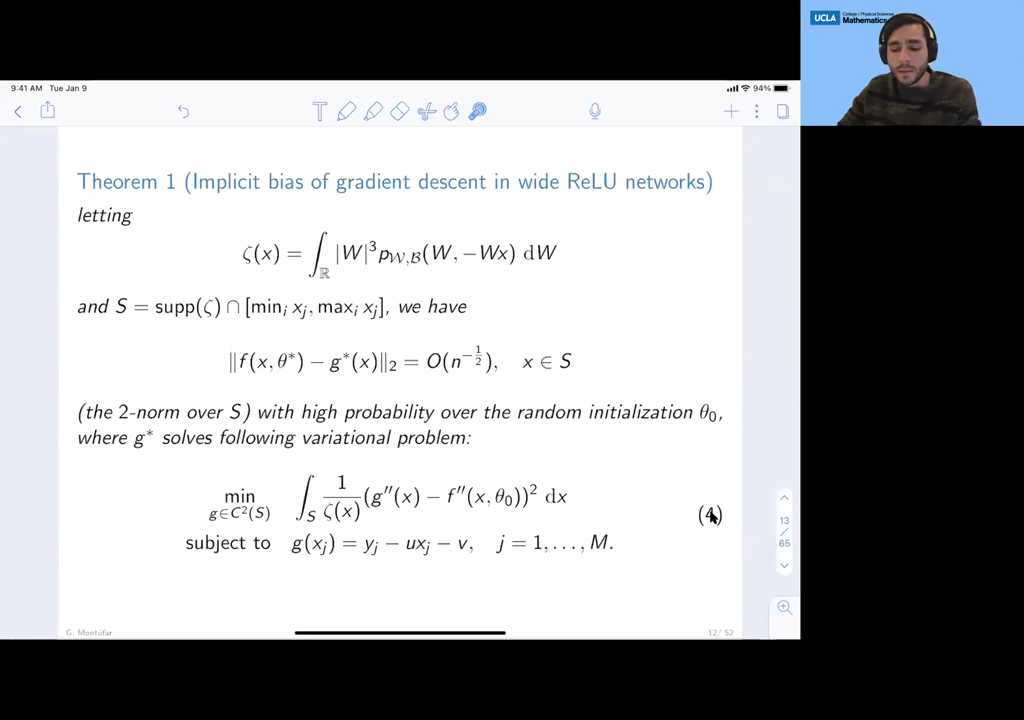 UCLA
College | Physical Sciences
Mathematics
9:41 AM Tue Jan 9
94%
T
Theorem 1 (Implicit bias of gradient descent in wide ReLU networks)
letting
ζ(x) = ∫_ℝ |W|³ p_{𝒲,ℬ}(W, −Wx) dW
and S = supp(ζ) ∩ [min_i x_j, max_i x_j], we have
‖f(x, θ*) − g*(x)‖₂ = O(n^{−1/2}), x ∈ S
(the 2-norm over S) with high probability over the random initialization θ₀,
where g* solves following variational problem:
min_{g∈C²(S)} ∫_S 1/ζ(x) (g″(x) − f″(x, θ₀))² dx
(4)
subject to g(x_j) = y_j − ux_j − v, j = 1, . . . , M.
13
/
65
G. Montúfar
12/ 52